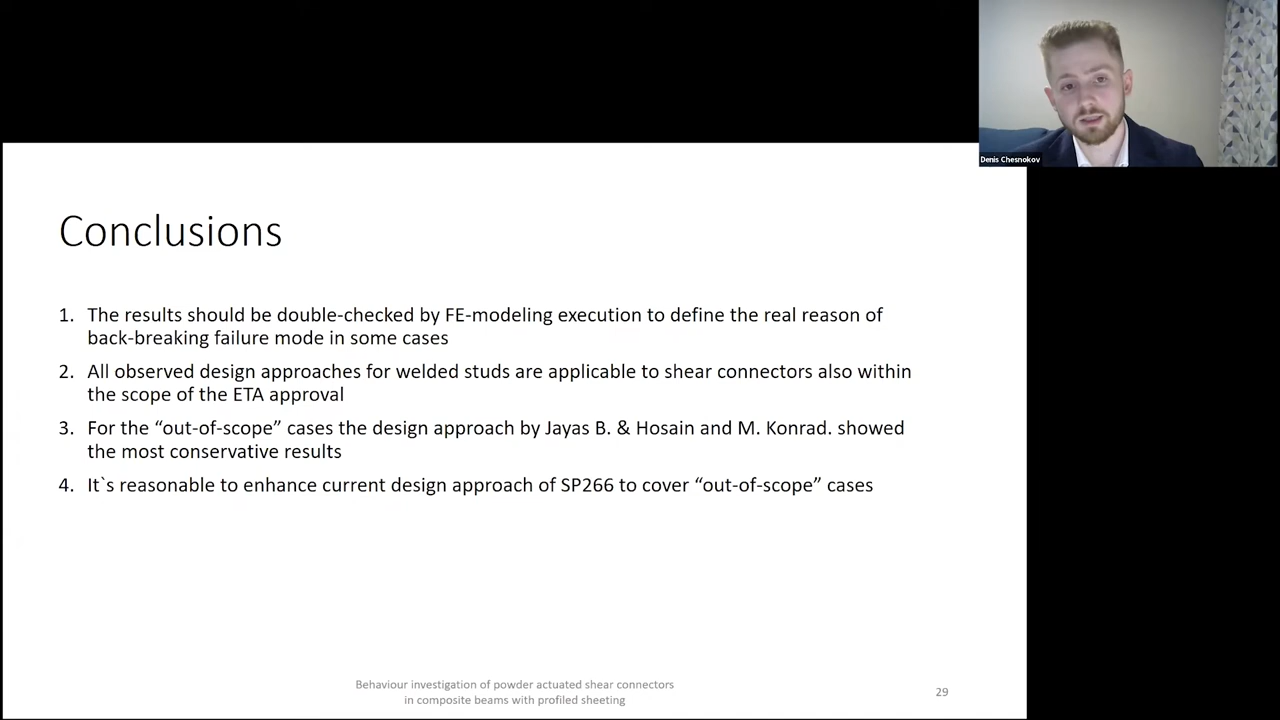 Denis Chesnokov
Conclusions
1. The results should be double-checked by FE-modeling execution to define the real reason of
back-breaking failure mode in some cases
2. All observed design approaches for welded studs are applicable to shear connectors also within
the scope of the ETA approval
3. For the “out-of-scope” cases the design approach by Jayas B. & Hosain and M. Konrad. showed
the most conservative results
4. It`s reasonable to enhance current design approach of SP266 to cover “out-of-scope” cases
Behaviour investigation of powder actuated shear connectors
in composite beams with profiled sheeting
29